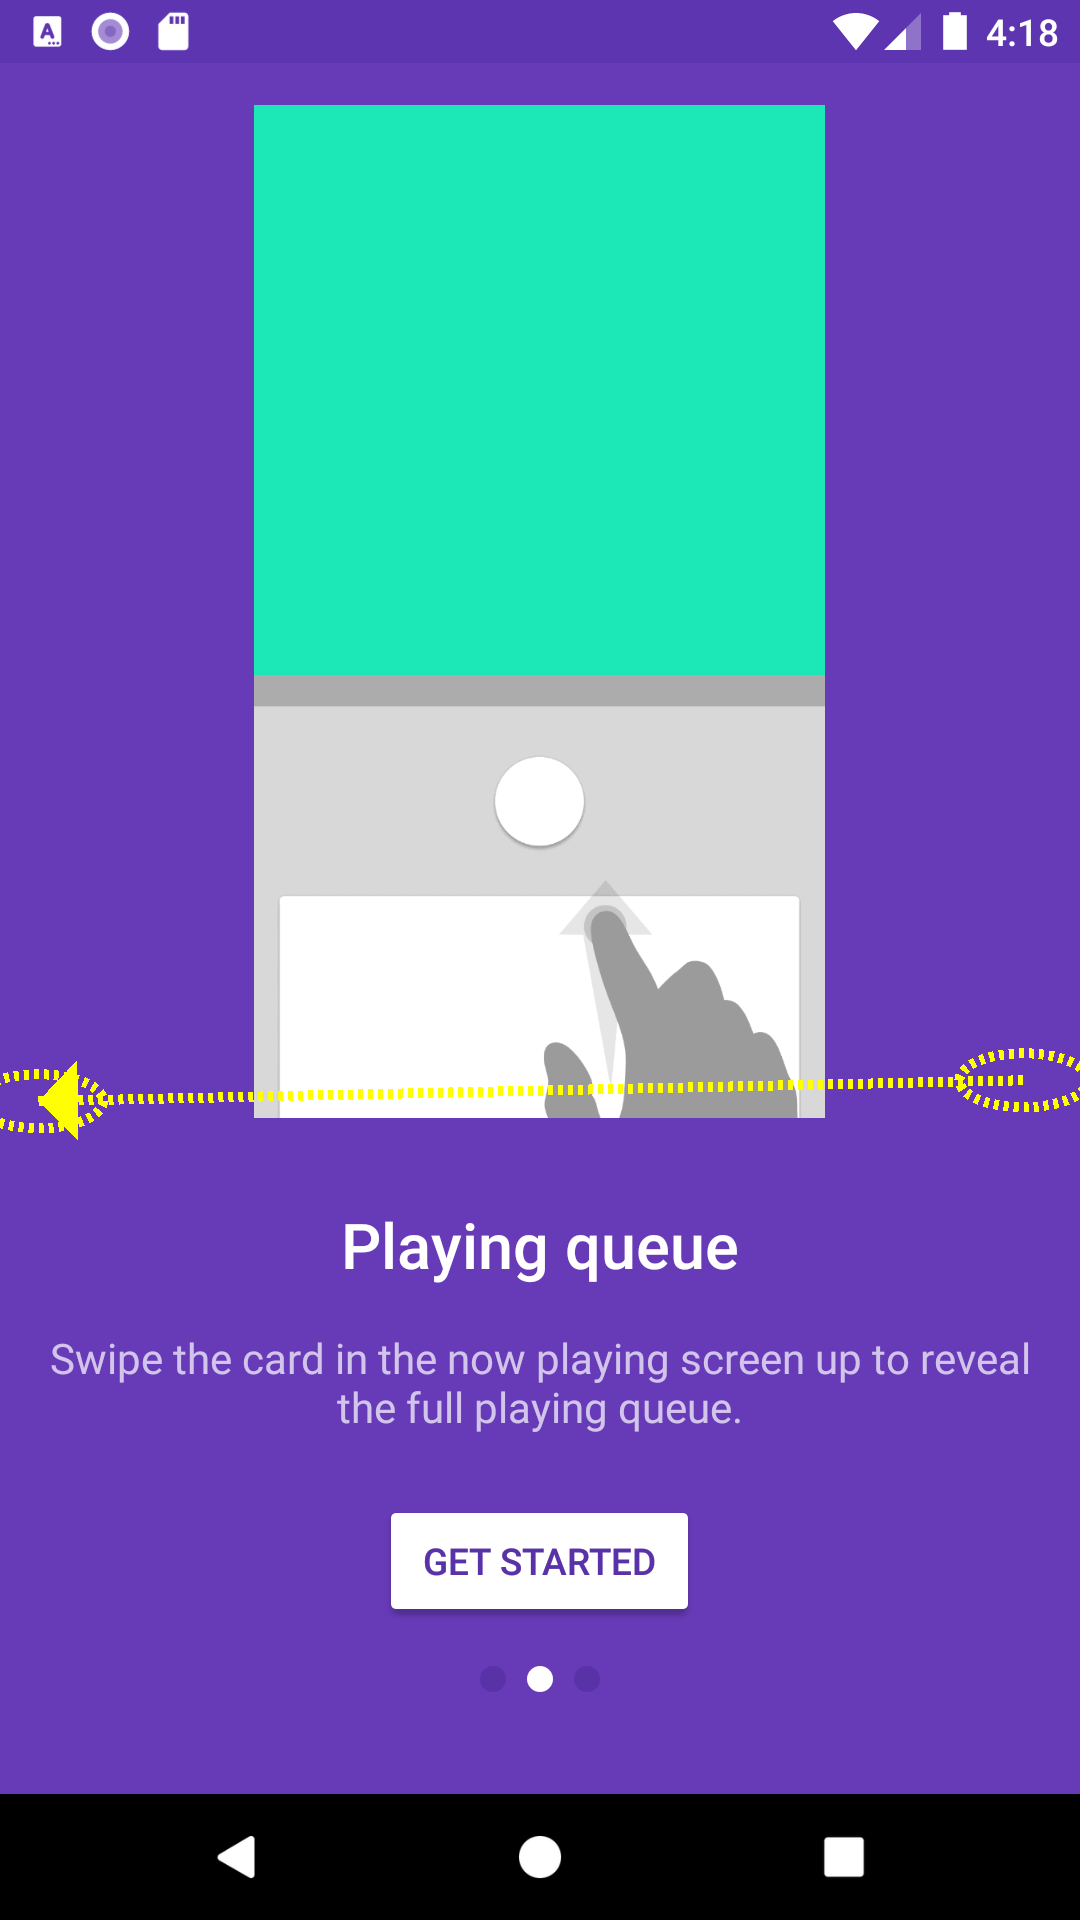 4:18
Playing queue
Swipe the card in the now playing screen up to reveal
the full playing queue.
GET STARTED